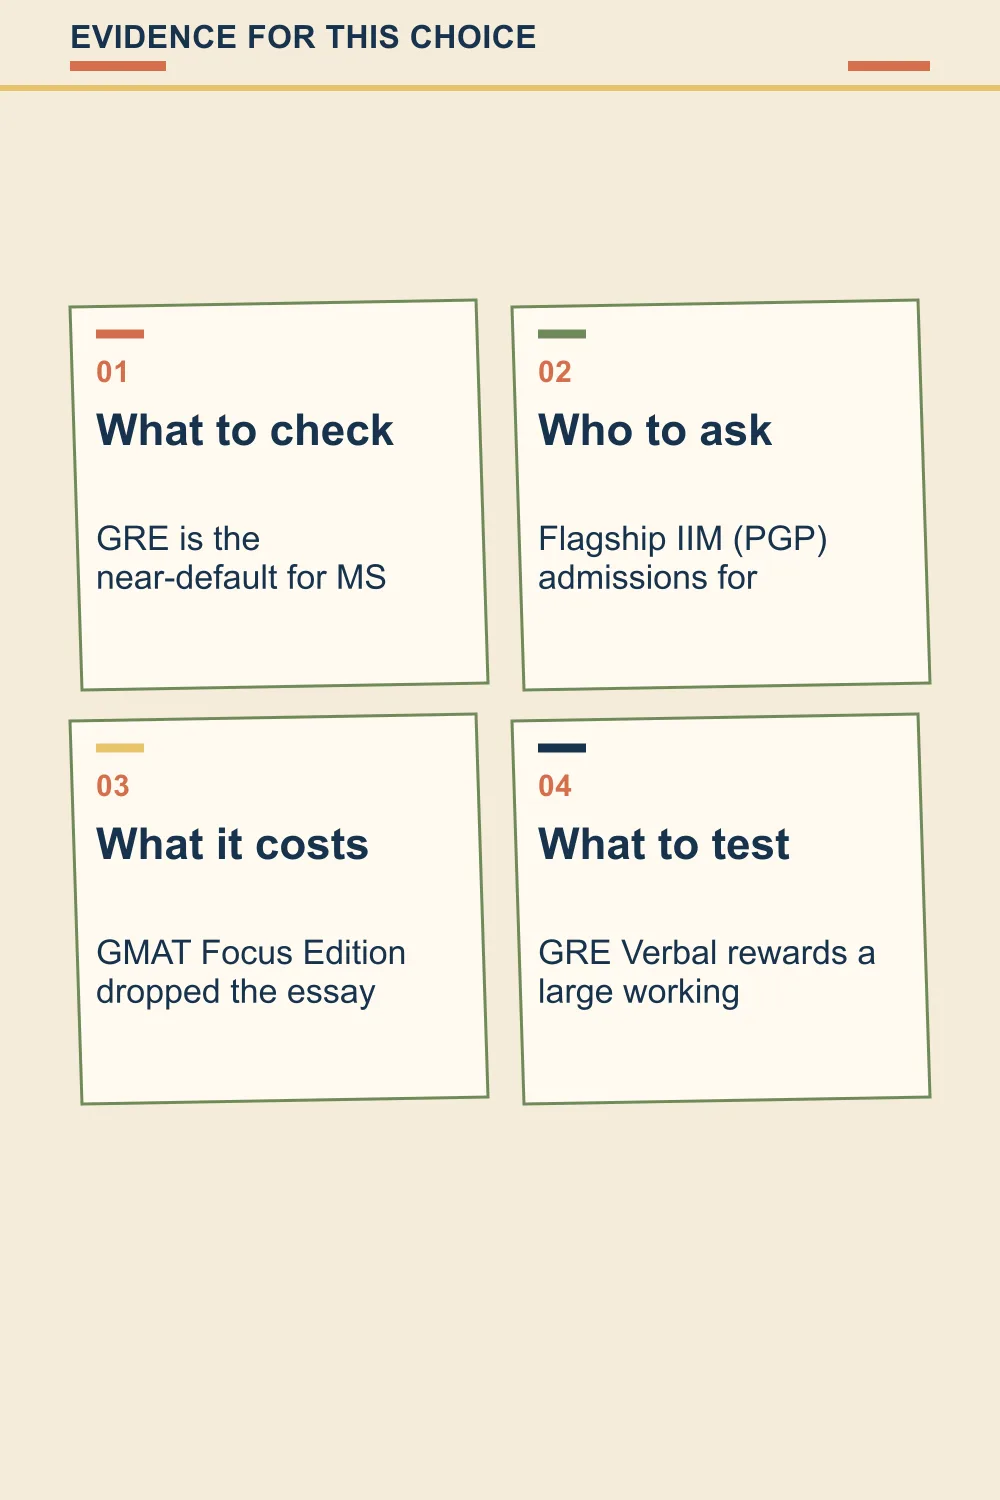 EVIDENCE FOR THIS CHOICE
01
What to check
GRE is the
near-default for MS
02
Who to ask
Flagship IIM (PGP)
admissions for
03
What it costs
GMAT Focus Edition
dropped the essay
04
What to test
GRE Verbal rewards a
large working